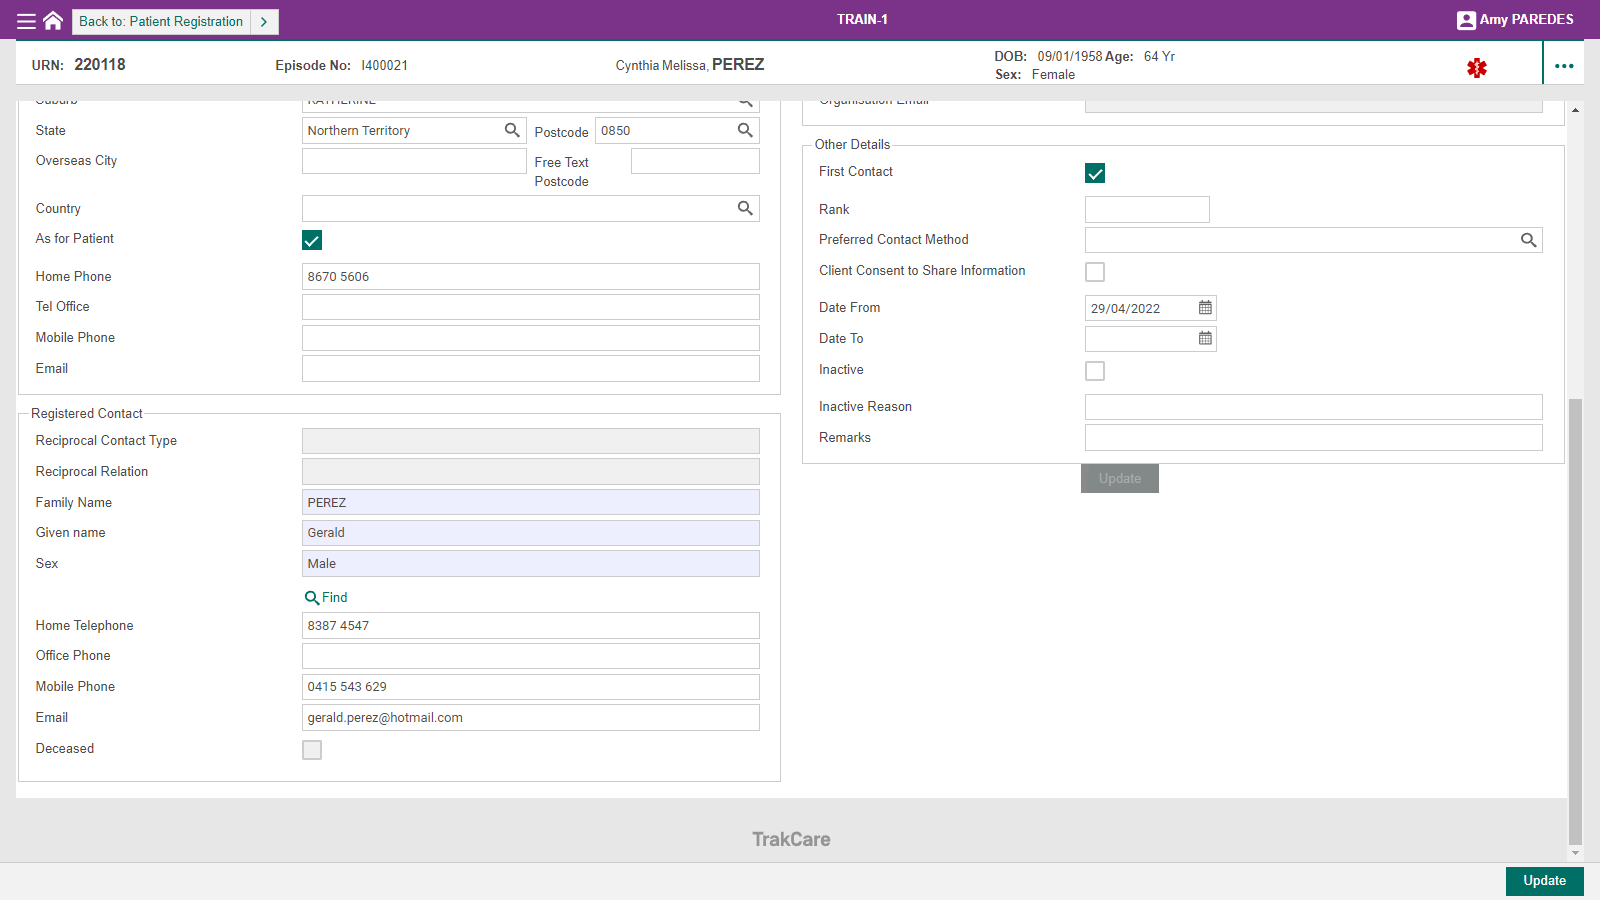 Back to: Patient Registration
TRAIN-1
Amy PAREDES
URN: 220118
Episode No: I400021
Cynthia Melissa, PEREZ
DOB: 09/01/1958 Age: 64 Yr
Sex: Female
Suburb KATHERINE
State Northern Territory Postcode 0850
Overseas City Free Text
Postcode
Country
As for Patient
Home Phone 8670 5606
Tel Office
Mobile Phone
Email
Registered Contact
Reciprocal Contact Type
Reciprocal Relation
Family Name PEREZ
Given name Gerald
Sex Male
Find
Home Telephone 8387 4547
Office Phone
Mobile Phone 0415 543 629
Email gerald.perez@hotmail.com
Deceased
Organisation Email
Other Details
First Contact
Rank
Preferred Contact Method
Client Consent to Share Information
Date From 29/04/2022
Date To
Inactive
Inactive Reason
Remarks
Update
TrakCare
Update